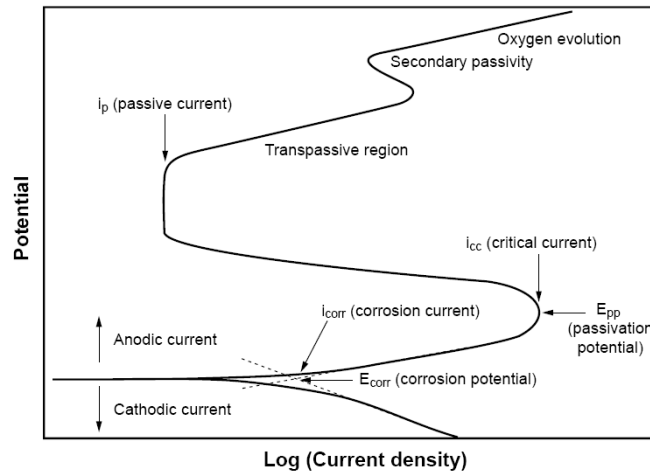 Oxygen evolution
Secondary passivity
ip (passive current)
Transpassive region
Potential
icc (critical current)
icorr (corrosion current)
Epp
(passivation
potential)
Anodic current
Ecorr (corrosion potential)
Cathodic current
Log (Current density)